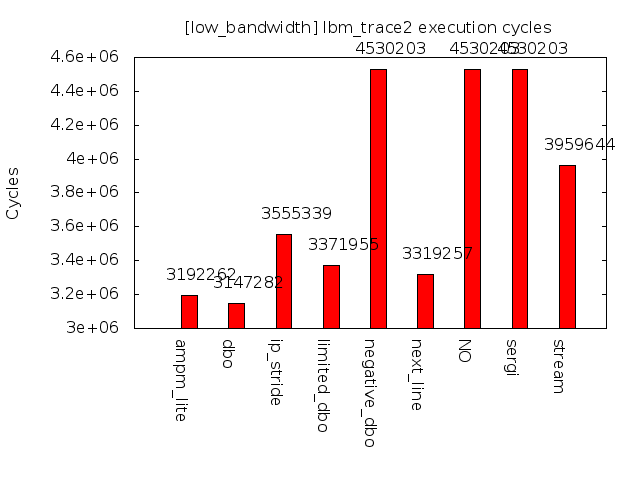 [low_bandwidth] lbm_trace2 execution cycles
4530203 4530203 4530203
4.6e+06
4.4e+06
4.2e+06
4e+06
3.8e+06
3.6e+06
3.4e+06
3.2e+06
3e+06
Cycles
3959644
3555339
3371955
3319257
3192262
3147282
ampm_lite
dbo
ip_stride
limited_dbo
negative_dbo
next_line
NO
sergi
stream